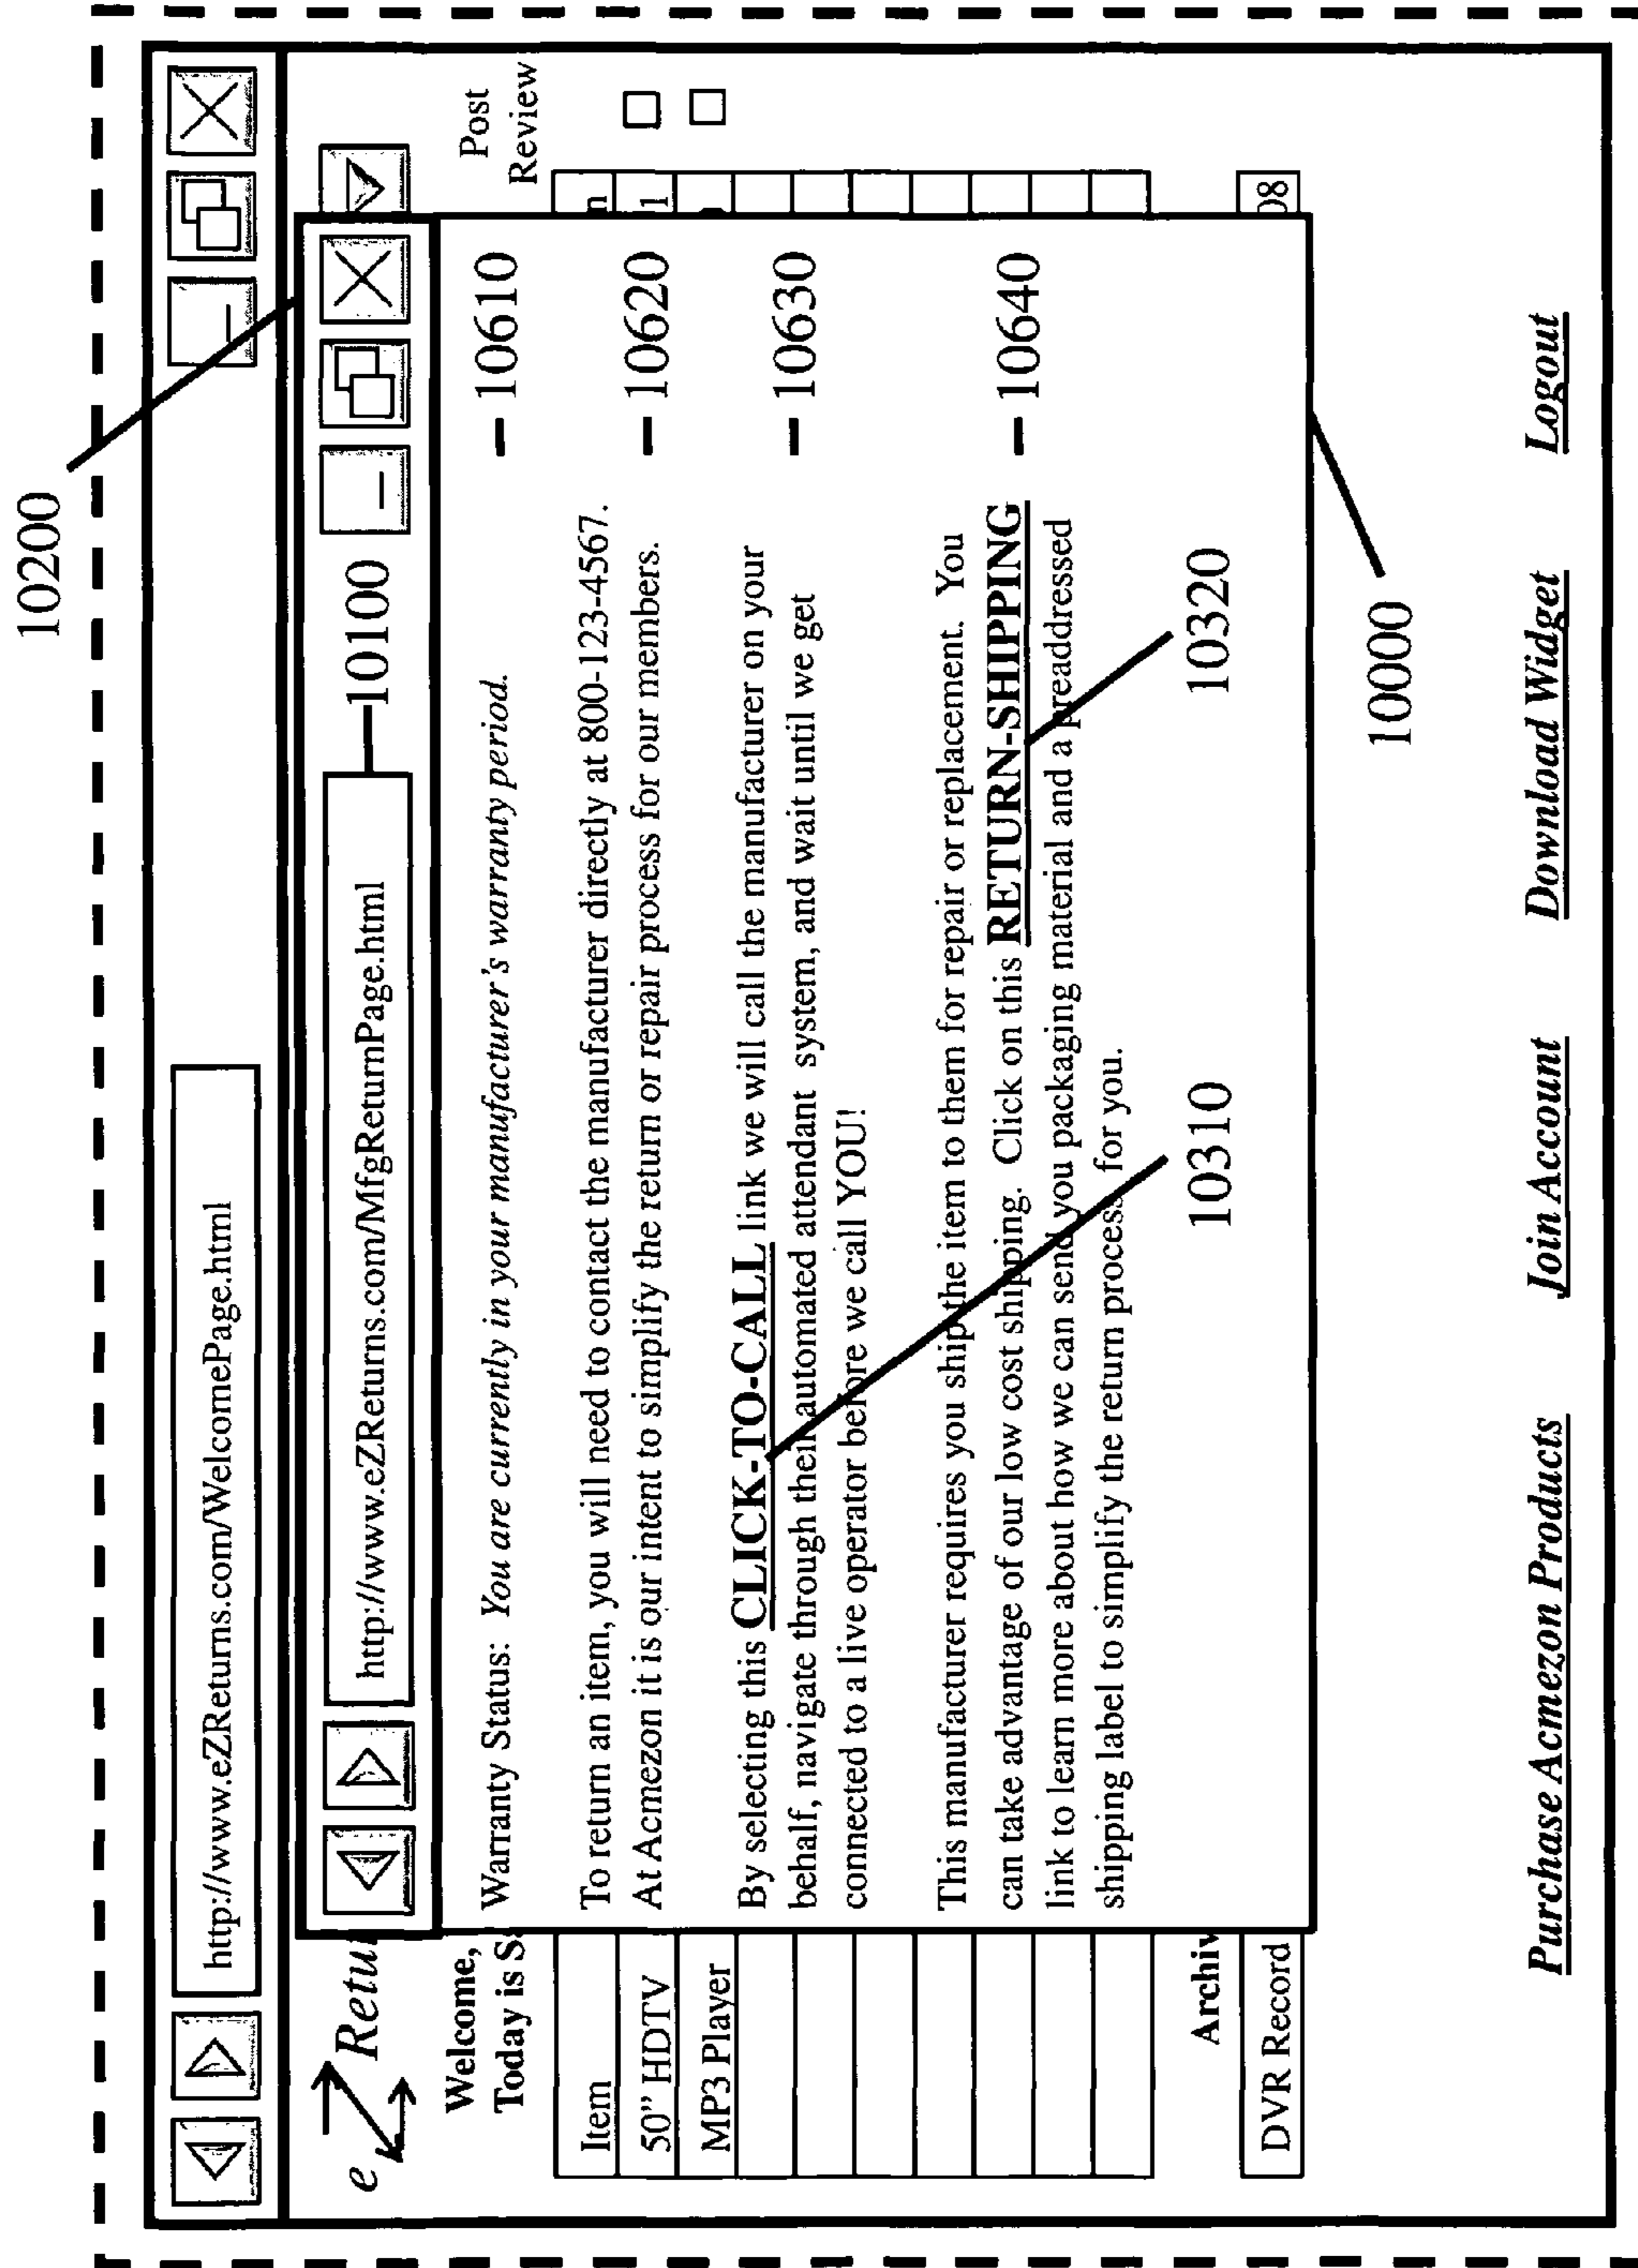 10200
http://www.eZReturns.com/WelcomePage.html
e Retu
http://www.eZReturns.com/MfgReturnPage.html
10100
Welcome,
Today is
Post
Review
Warranty Status: You are currently in your manufacturer's warranty period.
10610
Item
n
To return an item, you will need to contact the manufacturer directly at 800-123-4567.
50" HDTV
1
At Acmezon it is our intent to simplify the return or repair process for our members.
10620
MP3 Player
By selecting this CLICK-TO-CALL link we will call the manufacturer on your
behalf, navigate through their automated attendant system, and wait until we get
10630
connected to a live operator before we call YOU!
This manufacturer requires you ship the item to them for repair or replacement. You
can take advantage of our low cost shipping. Click on this RETURN-SHIPPING
10640
link to learn more about how we can send you packaging material and a preaddressed
shipping label to simplify the return process for you.
Archiv
10310
10320
DVR Record
08
10000
Purchase Acmezon Products
Join Account
Download Widget
Logout